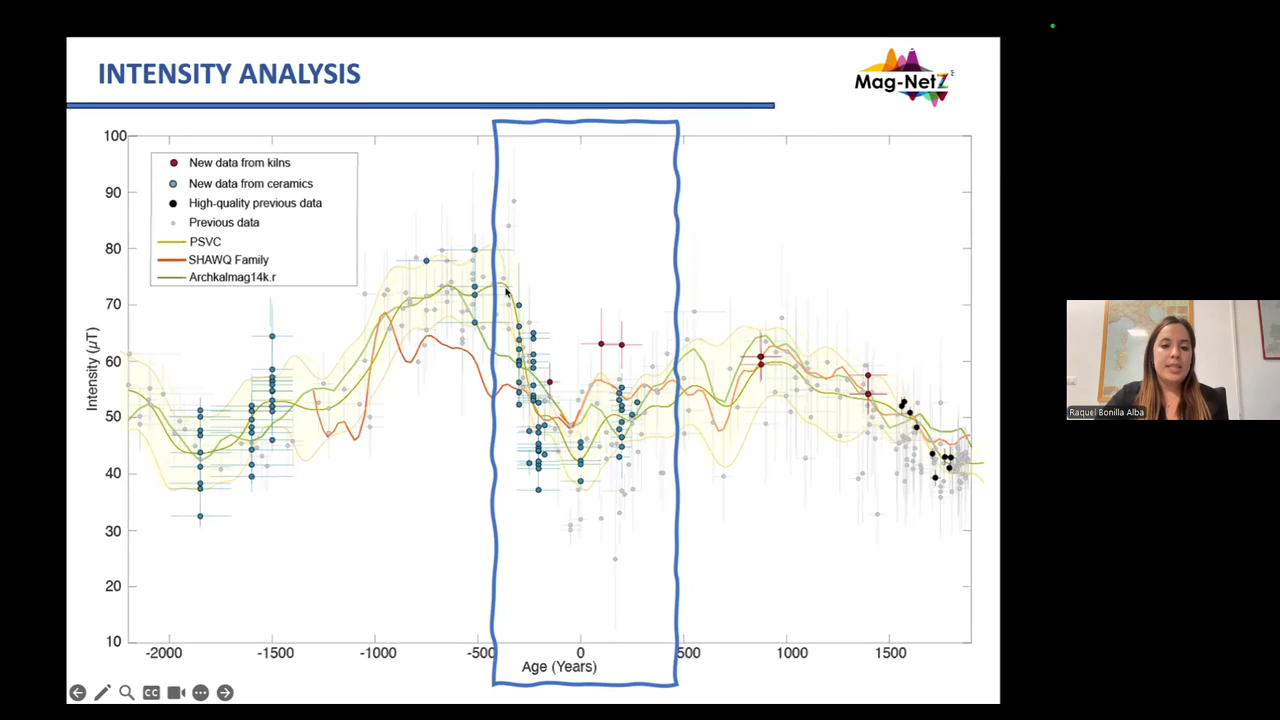 INTENSITY ANALYSIS
Mag-NetZ
100
90
80
70
60
50
40
30
20
10
Intensity (μT)
New data from kilns
New data from ceramics
High-quality previous data
Previous data
PSVC
SHAWQ Family
Archkalmag14k.r
-2000
-1500
-1000
-500
0
500
1000
1500
Age (Years)
CC
Raquel Bonilla Alba